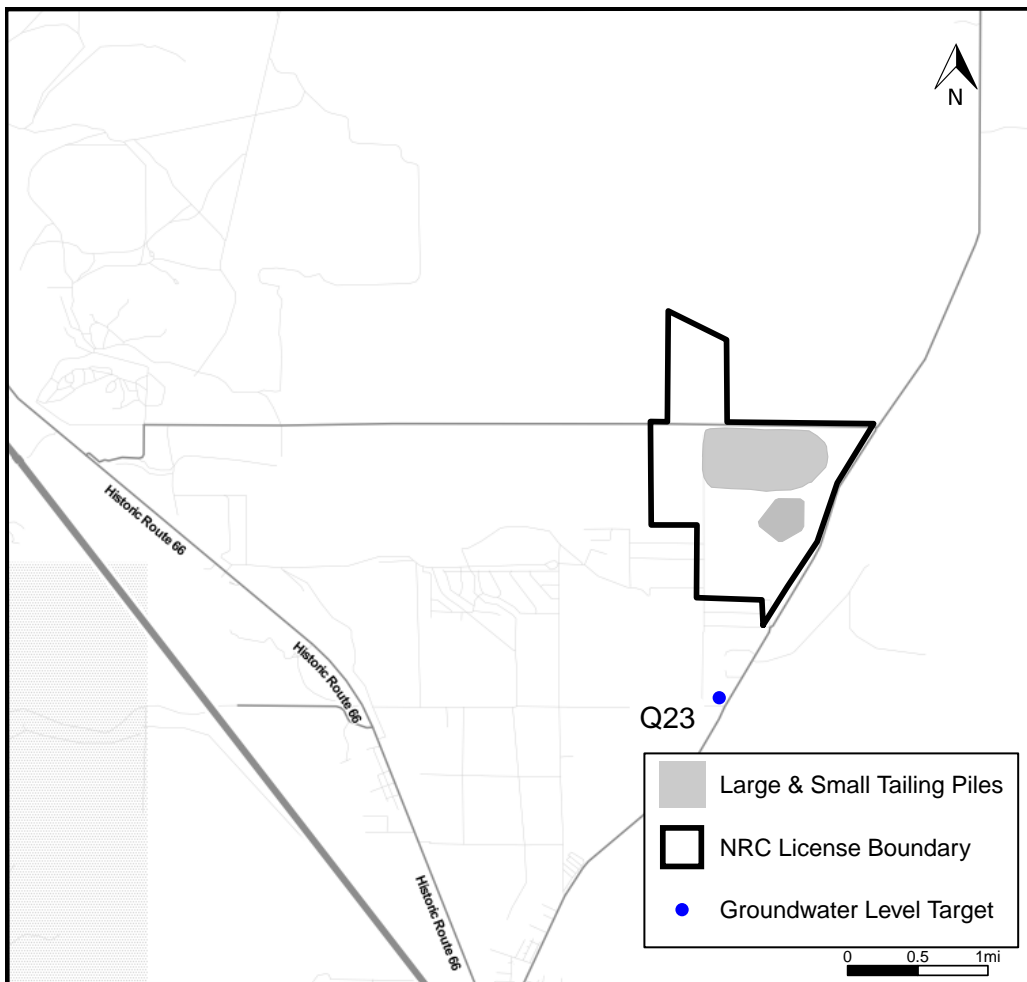 N
Historic Route 66
Historic Route 66
Q23
Large & Small Tailing Piles
NRC License Boundary
Groundwater Level Target
Historic Route 66
0 0.5 1mi